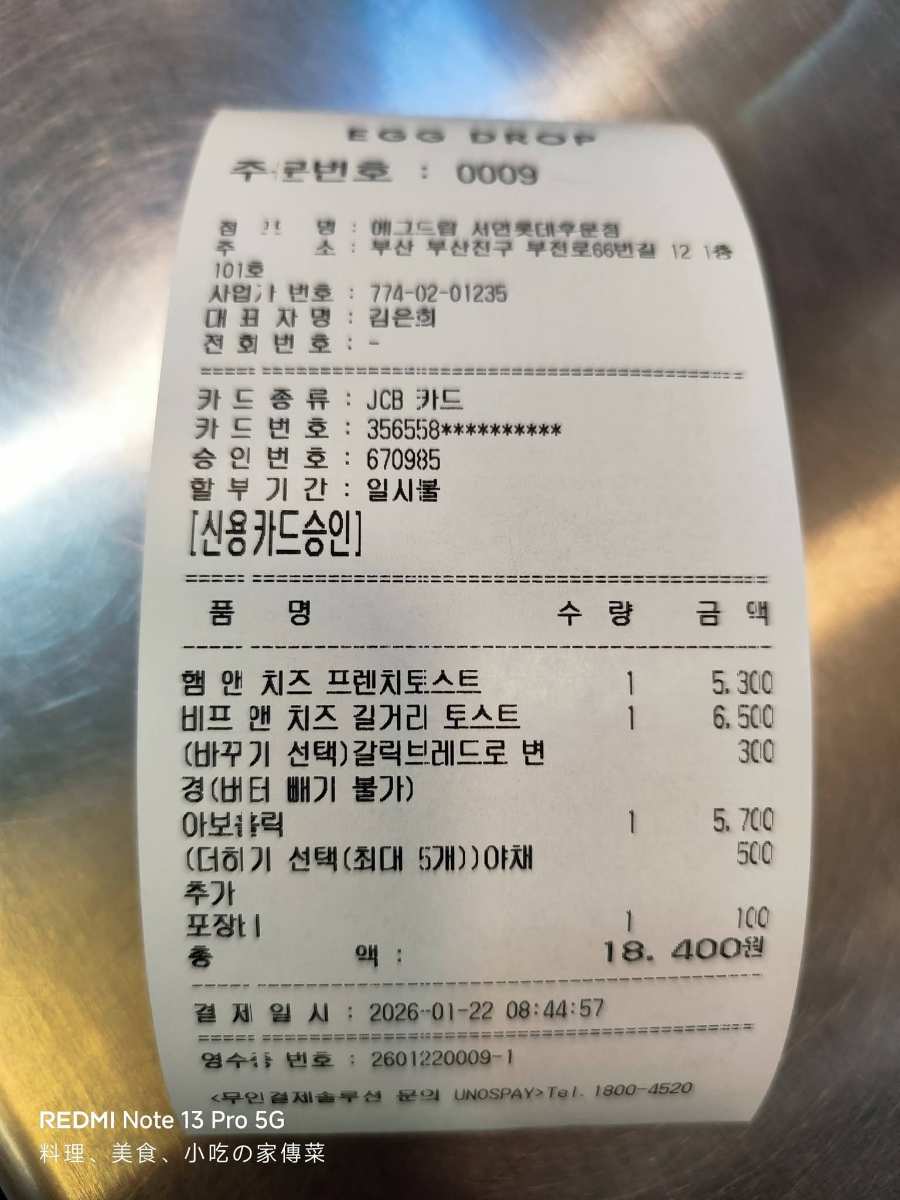 EGG DROP
주문번호 : 0009
점 포 명 : 에그드랍 서면롯데후문점
주 소 : 부산 부산진구 부전로66번길 12 1층
101호
사업자 번호 : 774-02-01235
대 표 자 명 : 김은희
전 화 번 호 : -
카 드 종 류 : JCB 카드
카 드 번 호 : 356558**********
승 인 번 호 : 670985
할 부 기 간 : 일시불
[신용카드승인]
품 명 수 량 금 액
햄 앤 치즈 프렌치토스트 1 5,300
비프 앤 치즈 길거리 토스트 1 6,500
(바꾸기 선택)갈릭브레드로 변 300
경(버터 빼기 불가)
아보홀릭 1 5,700
(더하기 선택(최대 5개))야채 500
추가
포장비 1 100
총 액 : 18,400원
결 제 일 시 : 2026-01-22 08:44:57
영수증 번호 : 2601220009-1
<무인결제솔루션 문의 UNOSPAY>Tel. 1800-4520
REDMI Note 13 Pro 5G
料理、美食、小吃の家傳菜